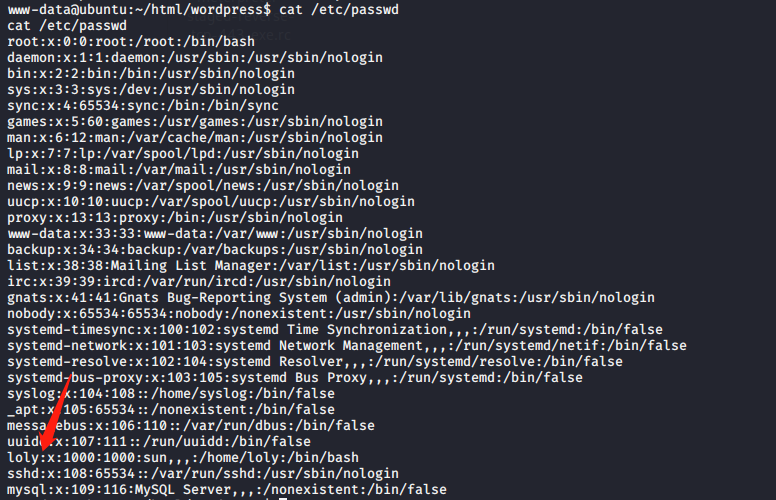 www-data@ubuntu:~/html/wordpress$ cat /etc/passwd
cat /etc/passwd
root:x:0:0:root:/root:/bin/bash
daemon:x:1:1:daemon:/usr/sbin:/usr/sbin/nologin
bin:x:2:2:bin:/bin:/usr/sbin/nologin
sys:x:3:3:sys:/dev:/usr/sbin/nologin
sync:x:4:65534:sync:/bin:/bin/sync
games:x:5:60:games:/usr/games:/usr/sbin/nologin
man:x:6:12:man:/var/cache/man:/usr/sbin/nologin
lp:x:7:7:lp:/var/spool/lpd:/usr/sbin/nologin
mail:x:8:8:mail:/var/mail:/usr/sbin/nologin
news:x:9:9:news:/var/spool/news:/usr/sbin/nologin
uucp:x:10:10:uucp:/var/spool/uucp:/usr/sbin/nologin
proxy:x:13:13:proxy:/bin:/usr/sbin/nologin
www-data:x:33:33:www-data:/var/www:/usr/sbin/nologin
backup:x:34:34:backup:/var/backups:/usr/sbin/nologin
list:x:38:38:Mailing List Manager:/var/list:/usr/sbin/nologin
irc:x:39:39:ircd:/var/run/ircd:/usr/sbin/nologin
gnats:x:41:41:Gnats Bug-Reporting System (admin):/var/lib/gnats:/usr/sbin/nologin
nobody:x:65534:65534:nobody:/nonexistent:/usr/sbin/nologin
systemd-timesync:x:100:102:systemd Time Synchronization,,,:/run/systemd:/bin/false
systemd-network:x:101:103:systemd Network Management,,,:/run/systemd/netif:/bin/false
systemd-resolve:x:102:104:systemd Resolver,,,:/run/systemd/resolve:/bin/false
systemd-bus-proxy:x:103:105:systemd Bus Proxy,,,:/run/systemd:/bin/false
syslog:x:104:108::/home/syslog:/bin/false
_apt:x:105:65534::/nonexistent:/bin/false
messagebus:x:106:110::/var/run/dbus:/bin/false
uuidd:x:107:111::/run/uuidd:/bin/false
loly:x:1000:1000:sun,,,:/home/loly:/bin/bash
sshd:x:108:65534::/var/run/sshd:/usr/sbin/nologin
mysql:x:109:116:MySQL Server,,,:/nonexistent:/bin/false